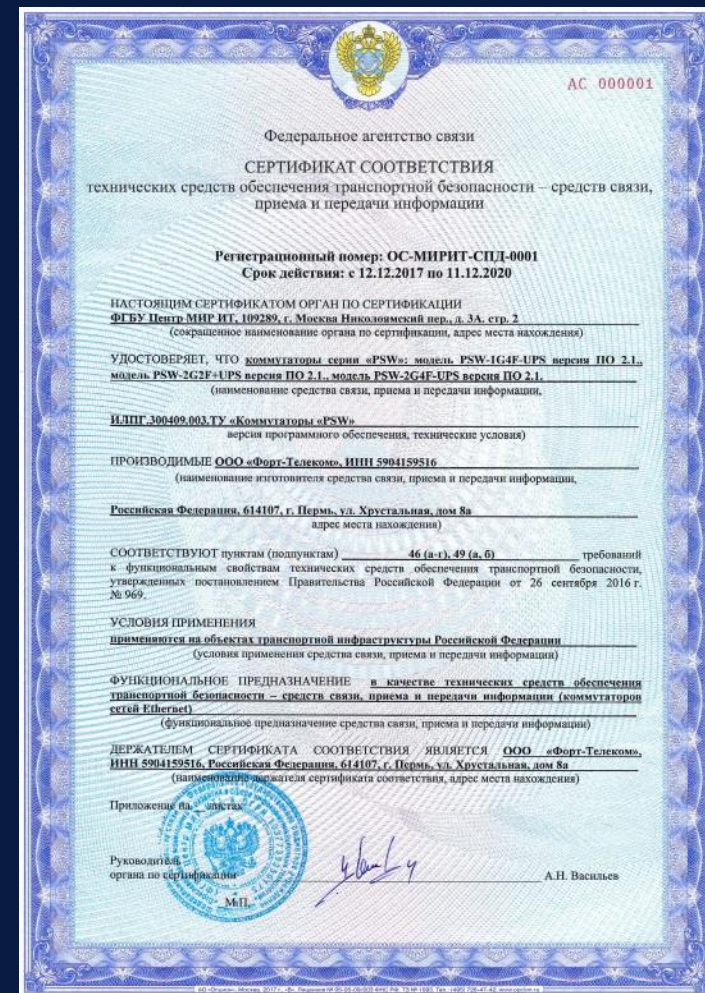 АС 000001
Федеральное агентство связи
СЕРТИФИКАТ СООТВЕТСТВИЯ
технических средств обеспечения транспортной безопасности – средств связи,
приема и передачи информации
Регистрационный номер: ОС-МИРИТ-СПД-0001
Срок действия: с 12.12.2017 по 11.12.2020
НАСТОЯЩИМ СЕРТИФИКАТОМ ОРГАН ПО СЕРТИФИКАЦИИ
ФГБУ Центр МИР ИТ, 109289, г. Москва Николоямский пер., д. 3А, стр. 2
(сокращенное наименование органа по сертификации, адрес места нахождения)
УДОСТОВЕРЯЕТ, ЧТО коммутаторы серии «PSW»: модель PSW-1G4F-UPS версия ПО 2.1.,
модель PSW-2G2F+UPS версия ПО 2.1., модель PSW-2G4F-UPS версия ПО 2.1.
(наименование средства связи, приема и передачи информации,
ИЛПГ.300409.003.ТУ «Коммутаторы «PSW»
версия программного обеспечения, технические условия)
ПРОИЗВОДИМЫЕ ООО «Форт-Телеком», ИНН 5904159516
(наименование изготовителя средства связи, приема и передачи информации,
Российская Федерация, 614107, г. Пермь, ул. Хрустальная, дом 8а
адрес места нахождения)
СООТВЕТСТВУЮТ пунктам (подпунктам) 46 (а-г), 49 (а, б) требований
к функциональным свойствам технических средств обеспечения транспортной безопасности,
утвержденных постановлением Правительства Российской Федерации от 26 сентября 2016 г.
№ 969.
УСЛОВИЯ ПРИМЕНЕНИЯ
применяются на объектах транспортной инфраструктуры Российской Федерации
(условия применения средства связи, приема и передачи информации)
ФУНКЦИОНАЛЬНОЕ ПРЕДНАЗНАЧЕНИЕ в качестве технических средств обеспечения
транспортной безопасности – средств связи, приема и передачи информации (коммутаторов
сетей Ethernet)
(функциональное предназначение средства связи, приема и передачи информации)
ДЕРЖАТЕЛЕМ СЕРТИФИКАТА СООТВЕТСТВИЯ ЯВЛЯЕТСЯ ООО «Форт-Телеком»,
ИНН 5904159516, Российская Федерация, 614107, г. Пермь, ул. Хрустальная, дом 8а
(наименование держателя сертификата соответствия, адрес места нахождения)
Приложение на листах
Руководитель
органа по сертификации
А.Н. Васильев
М.П.